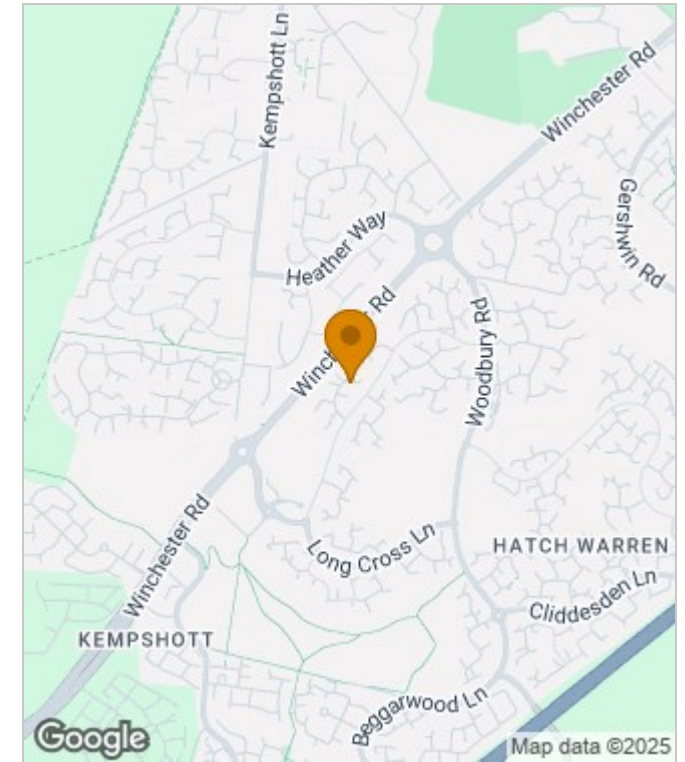 Kempshott Ln
Winchester Rd
Gershwin Rd
Heather Way
Winchester Rd
Woodbury Rd
Long Cross Ln
HATCH WARREN
Winchester Rd
Cliddesden Ln
KEMPSHOTT
Beggarwood Ln
Google
Map data ©2025